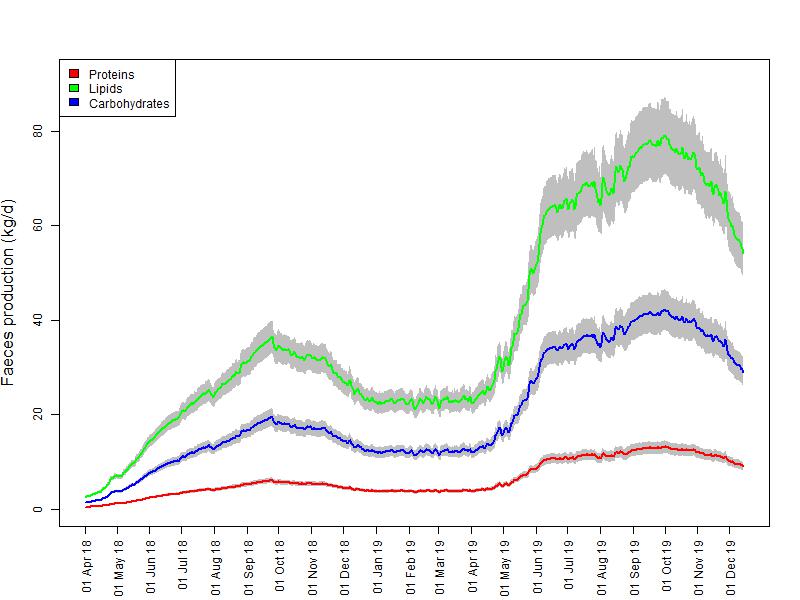 Proteins
Lipids
Carbohydrates
Faeces production (kg/d)
80
60
40
20
0
01 Apr 18
01 May 18
01 Jun 18
01 Jul 18
01 Aug 18
01 Sep 18
01 Oct 18
01 Nov 18
01 Dec 18
01 Jan 19
01 Feb 19
01 Mar 19
01 Apr 19
01 May 19
01 Jun 19
01 Jul 19
01 Aug 19
01 Sep 19
01 Oct 19
01 Nov 19
01 Dec 19